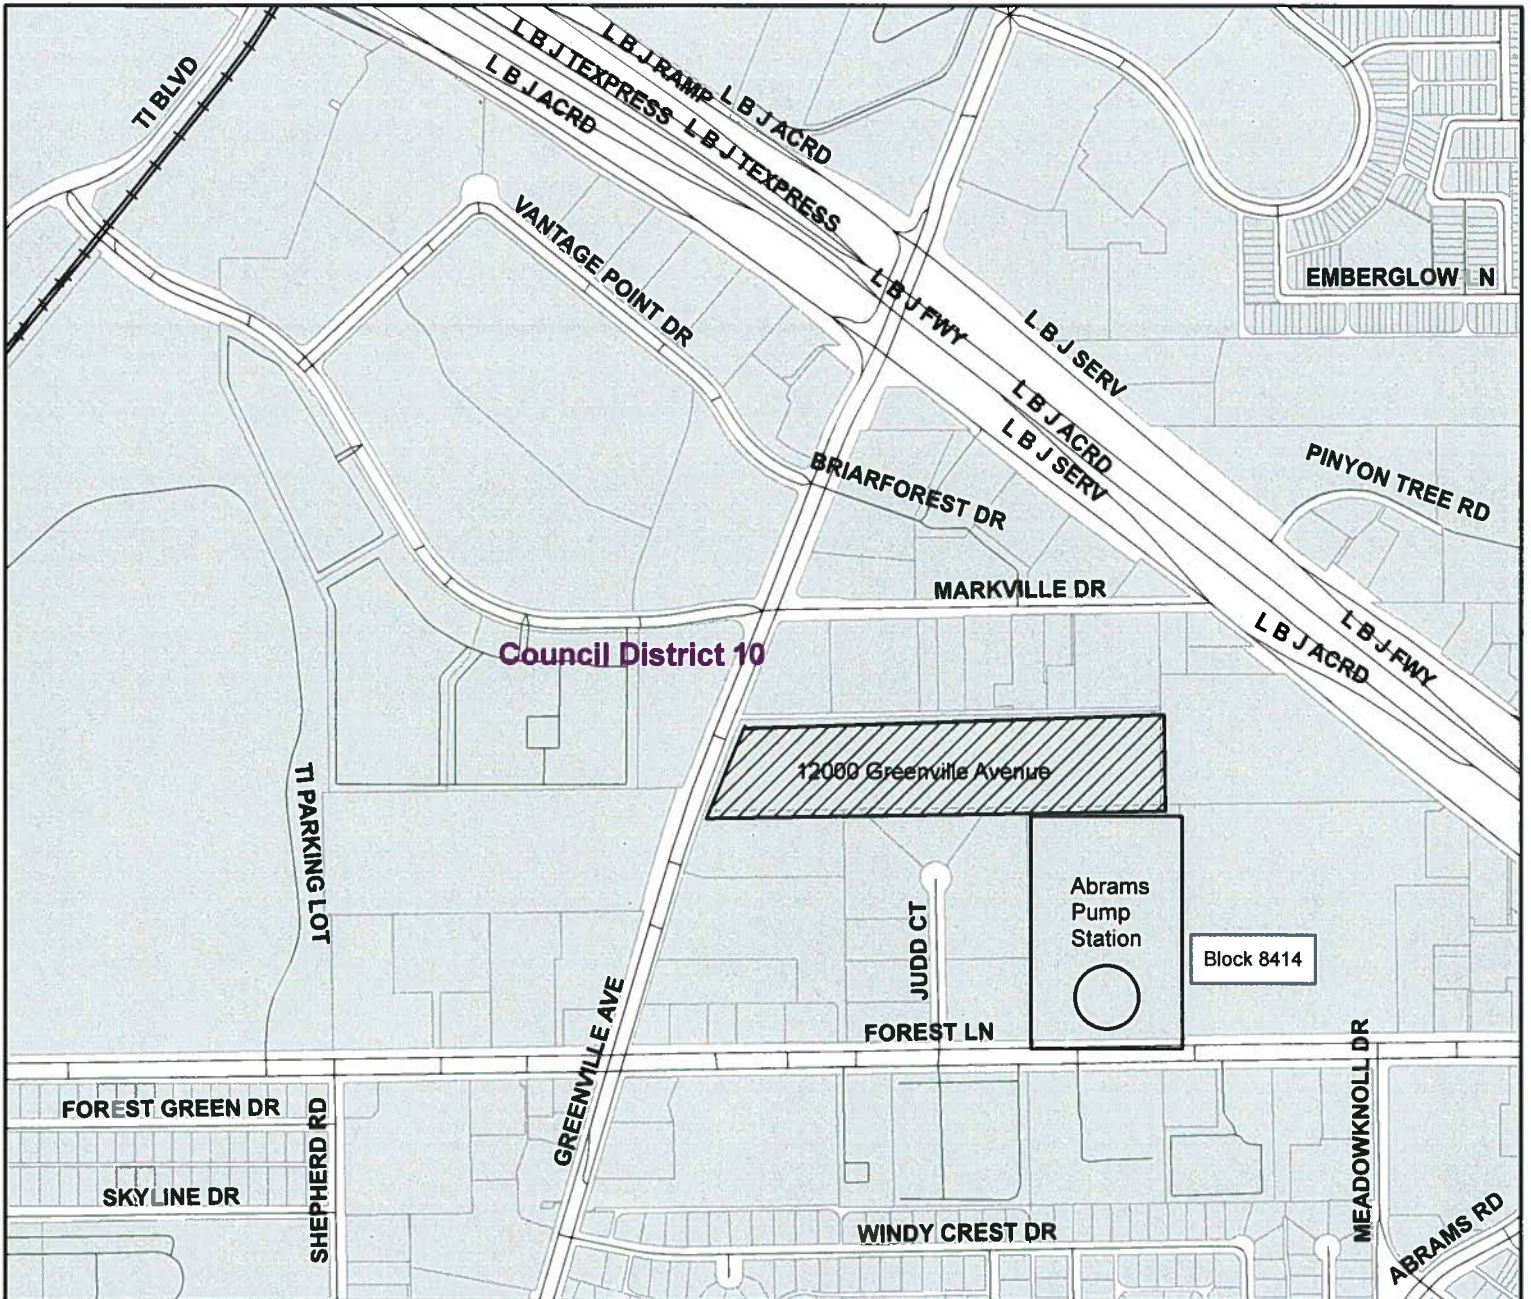 L B J RAMP
L B J TEXPRESS
L B J ACRD
L B J ACRD
TI BLVD
L B J TEXPRESS
VANTAGE POINT DR
EMBERGLOW LN
L B J FWY
L B J SERV
L B J ACRD
L B J SERV
BRIARFOREST DR
PINYON TREE RD
MARKVILLE DR
L B J ACRD
L B J FWY
Council District 10
12000 Greenville Avenue
TI PARKING LOT
Abrams
Pump
Station
JUDD CT
Block 8414
GREENVILLE AVE
FOREST LN
FOREST GREEN DR
SHEPHERD RD
MEADOWKNOLL DR
SKYLINE DR
WINDY CREST DR
ABRAMS RD